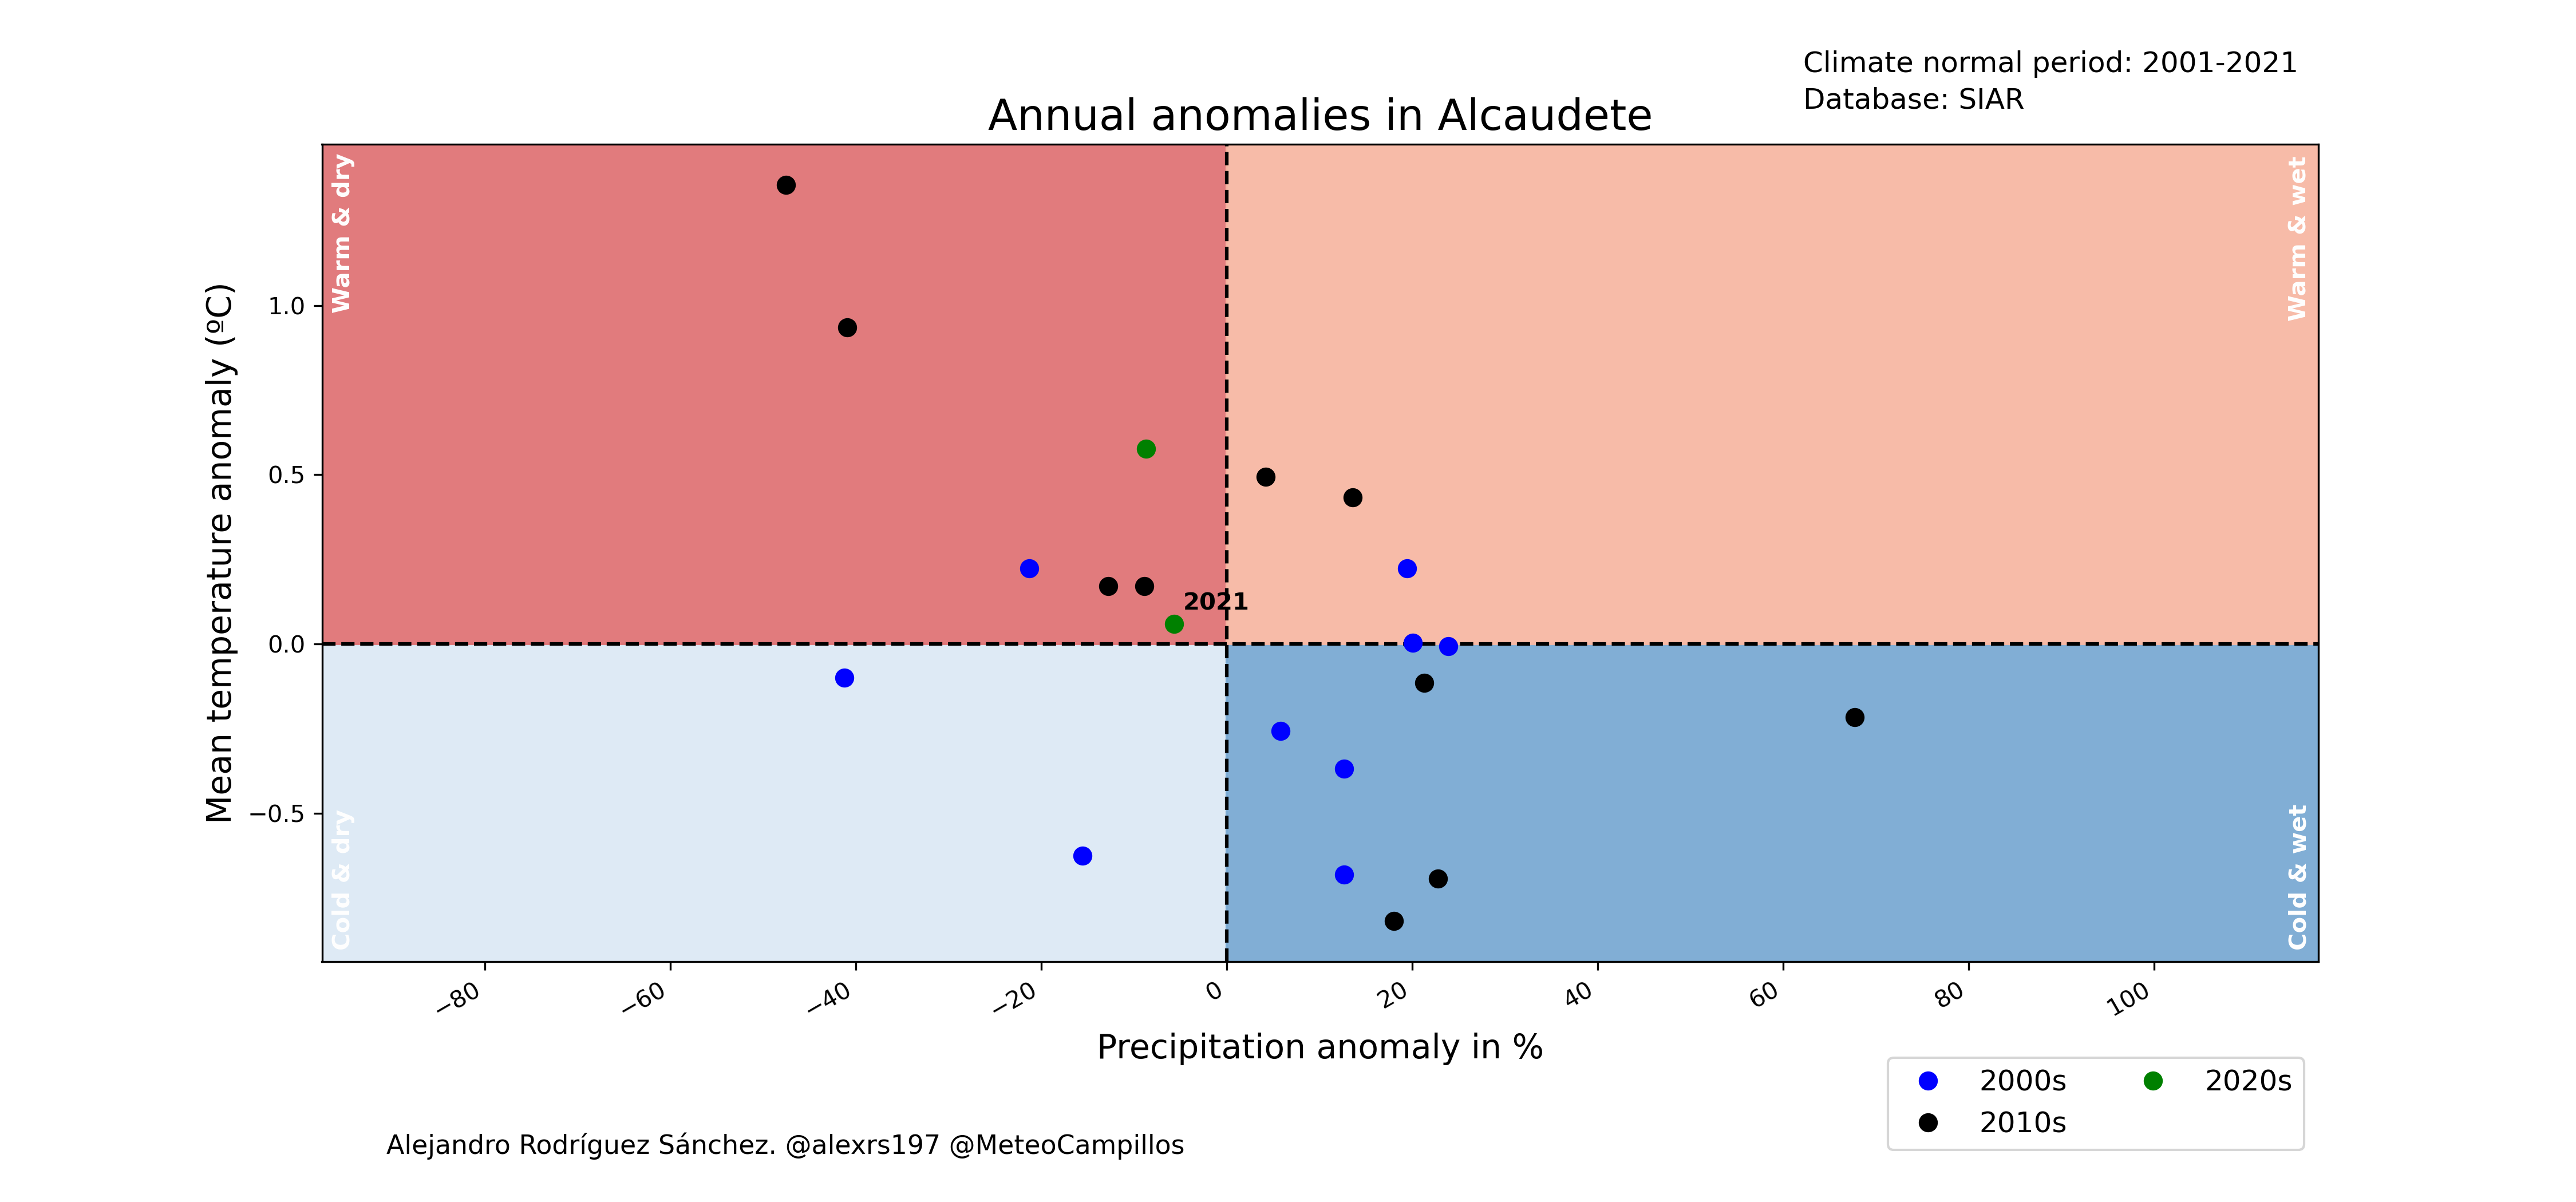 Climate normal period: 2001-2021
Database: SIAR
Annual anomalies in Alcaudete
Warm & dry
Warm & wet
Mean temperature anomaly (ºC)
1.0
0.5
0.0
−0.5
2021
Cold & dry
Cold & wet
−80
−60
−40
−20
0
20
40
60
80
100
Precipitation anomaly in %
2000s
2010s
2020s
Alejandro Rodríguez Sánchez. @alexrs197 @MeteoCampillos